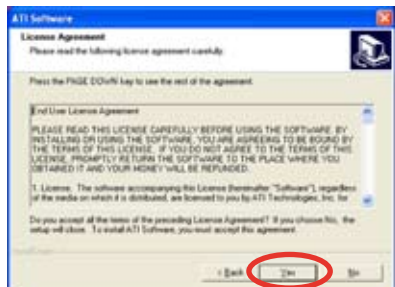 ATI Software
License Agreement
Please read the following license agreement carefully.
Press the PAGE DOWN key to see the rest of the agreement.
End User License Agreement
PLEASE READ THIS LICENSE CAREFULLY BEFORE USING THE SOFTWARE. BY
INSTALLING OR USING THE SOFTWARE, YOU ARE AGREEING TO BE BOUND BY
THE TERMS OF THIS LICENSE. IF YOU DO NOT AGREE TO THE TERMS OF THIS
LICENSE, PROMPTLY RETURN THE SOFTWARE TO THE PLACE WHERE YOU
OBTAINED IT AND YOUR MONEY WILL BE REFUNDED.
1. License. The software accompanying this License (hereinafter "Software"), regardless
of the media on which it is distributed, are licensed to you by ATI Technologies, Inc. for
Do you accept all the terms of the preceding License Agreement? If you choose No, the
setup will close. To install ATI Software, you must accept this agreement.
< Back
Yes
No